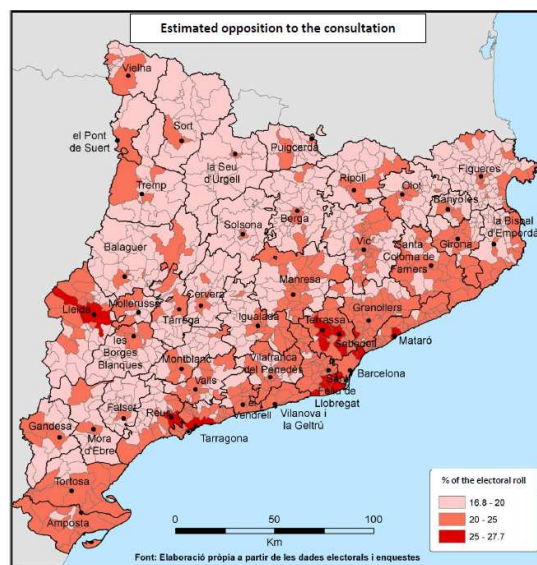 Estimated opposition to the consultation
Vielha
el Pont
de Suert
Sort
la Seu
d'Urgell
Puigcerdà
Tremp
Ripoll
Olot
Figueres
Banyoles
Berga
Solsona
Vic
Santa
Coloma de
Farners
Girona
la Bisbal
d'Empordà
Balaguer
Manresa
Lleida
Mollerussa
Cervera
Tàrrega
Igualada
Terrassa
Granollers
Sabadell
Mataró
les
Borges
Blanques
Montblanc
Vilafranca
del Penedès
Barcelona
Sant
Feliu de
Llobregat
Valls
Falset
Reus
el
Vendrell
Vilanova i
la Geltrú
Gandesa
Mora
d'Ebre
Tarragona
Tortosa
Amposta
% of the electoral roll
16.8 - 20
20 - 25
25 - 27.7
0 50 100
Km
Font: Elaboració pròpia a partir de les dades electorals i enquestes